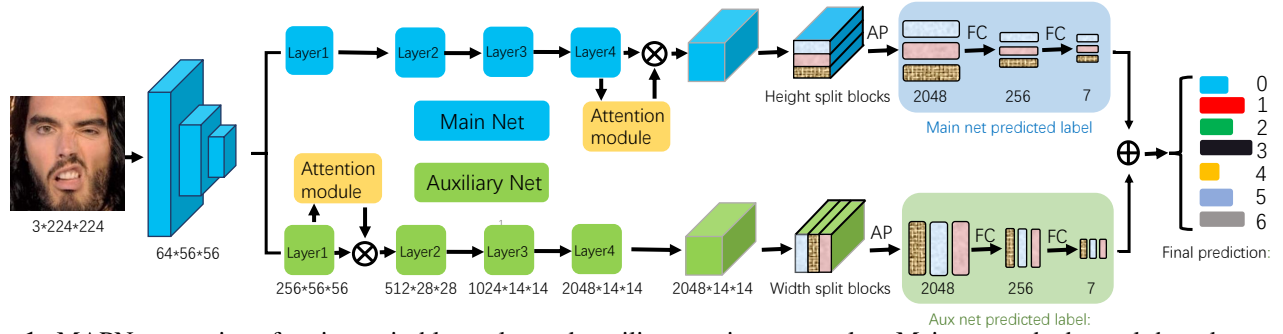 Layer1
Layer2
Layer3
Layer4
Attention
module
Main Net
Auxiliary Net
Attention
module
Height split blocks
AP
FC
FC
2048
256
7
Main net predicted label
0
1
2
3
4
5
6
Final prediction:
3*224*224
64*56*56
Layer1
Layer2
1
Layer3
Layer4
256*56*56
512*28*28
1024*14*14
2048*14*14
2048*14*14
Width split blocks
AP
FC
FC
2048
256
7
Aux net predicted label: